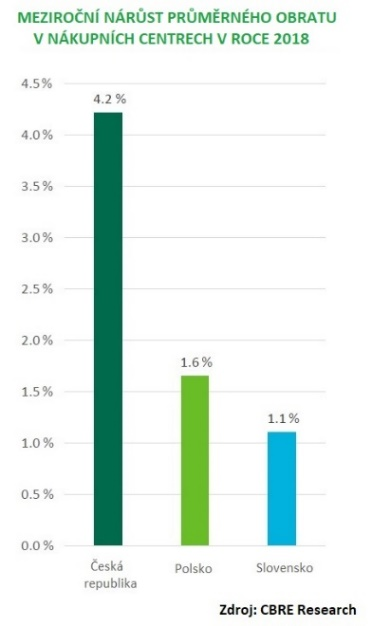 MEZIROČNÍ NÁRŮST PRŮMĚRNÉHO OBRATU
V NÁKUPNÍCH CENTRECH V ROCE 2018
4.5 %
4.2 %
4.0 %
3.5 %
3.0 %
2.5 %
2.0 %
1.6 %
1.5 %
1.1 %
1.0 %
0.5 %
0.0 %
Česká
republika
Polsko
Slovensko
Zdroj: CBRE Research